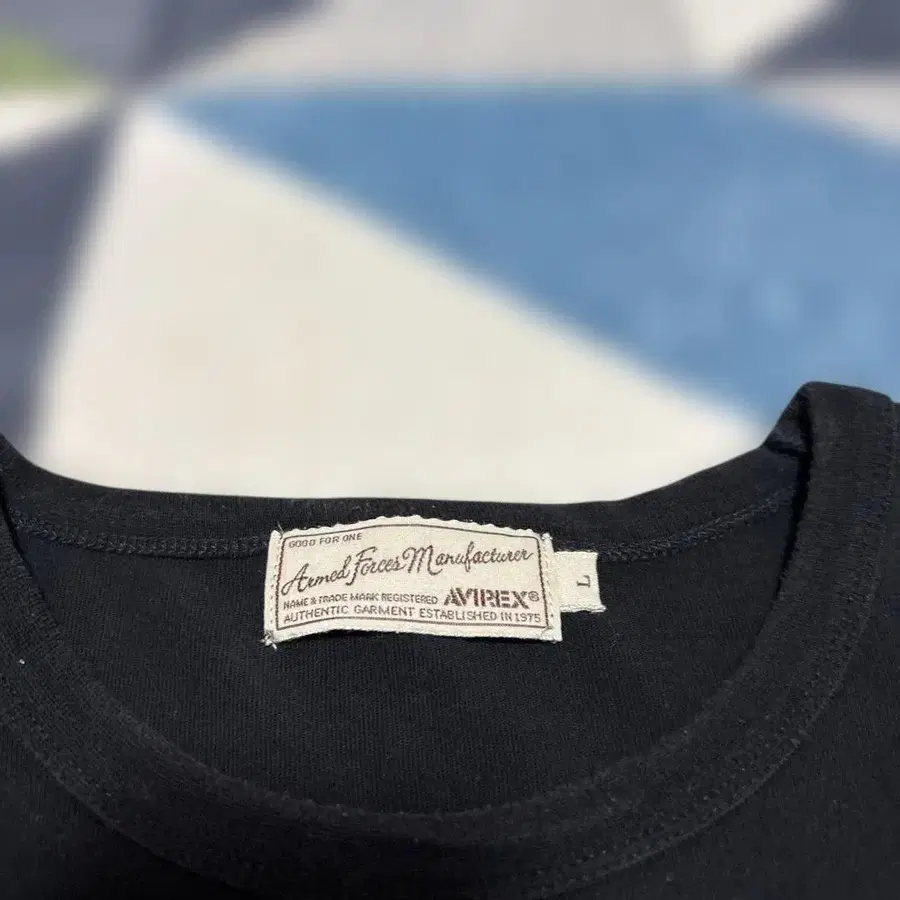 GOOD FOR ONE
Armed Forces Manufacturer
NAME & TRADE MARK REGISTERED AVIREX®
AUTHENTIC GARMENT ESTABLISHED IN 1975
L